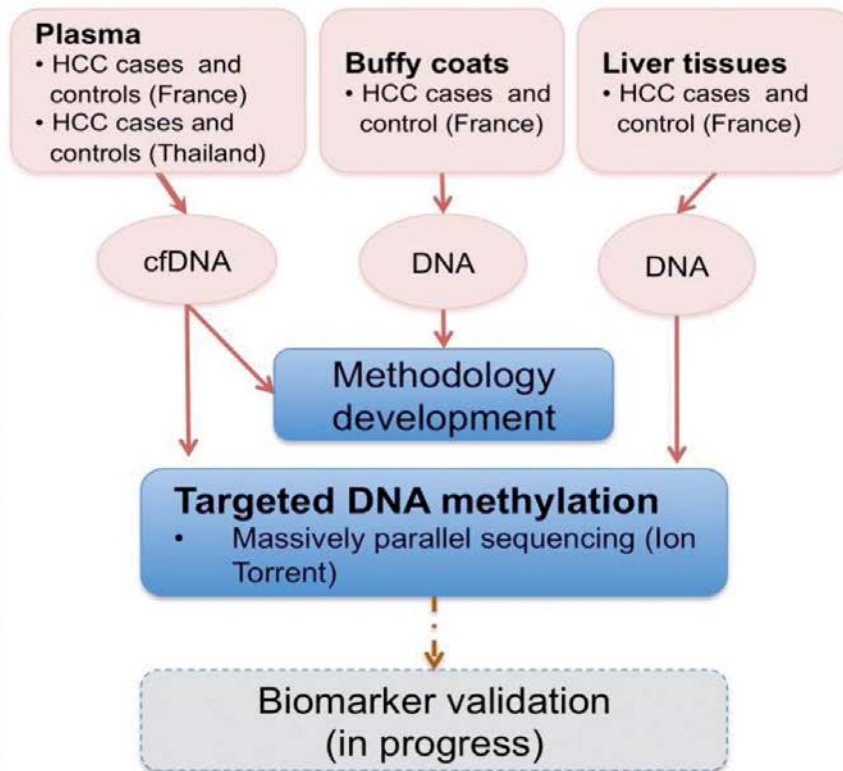 Plasma
• HCC cases and
controls (France)
• HCC cases and
controls (Thailand)
Buffy coats
• HCC cases and
control (France)
Liver tissues
• HCC cases and
control (France)
cfDNA
DNA
DNA
Methodology
development
Targeted DNA methylation
• Massively parallel sequencing (Ion
Torrent)
Biomarker validation
(in progress)